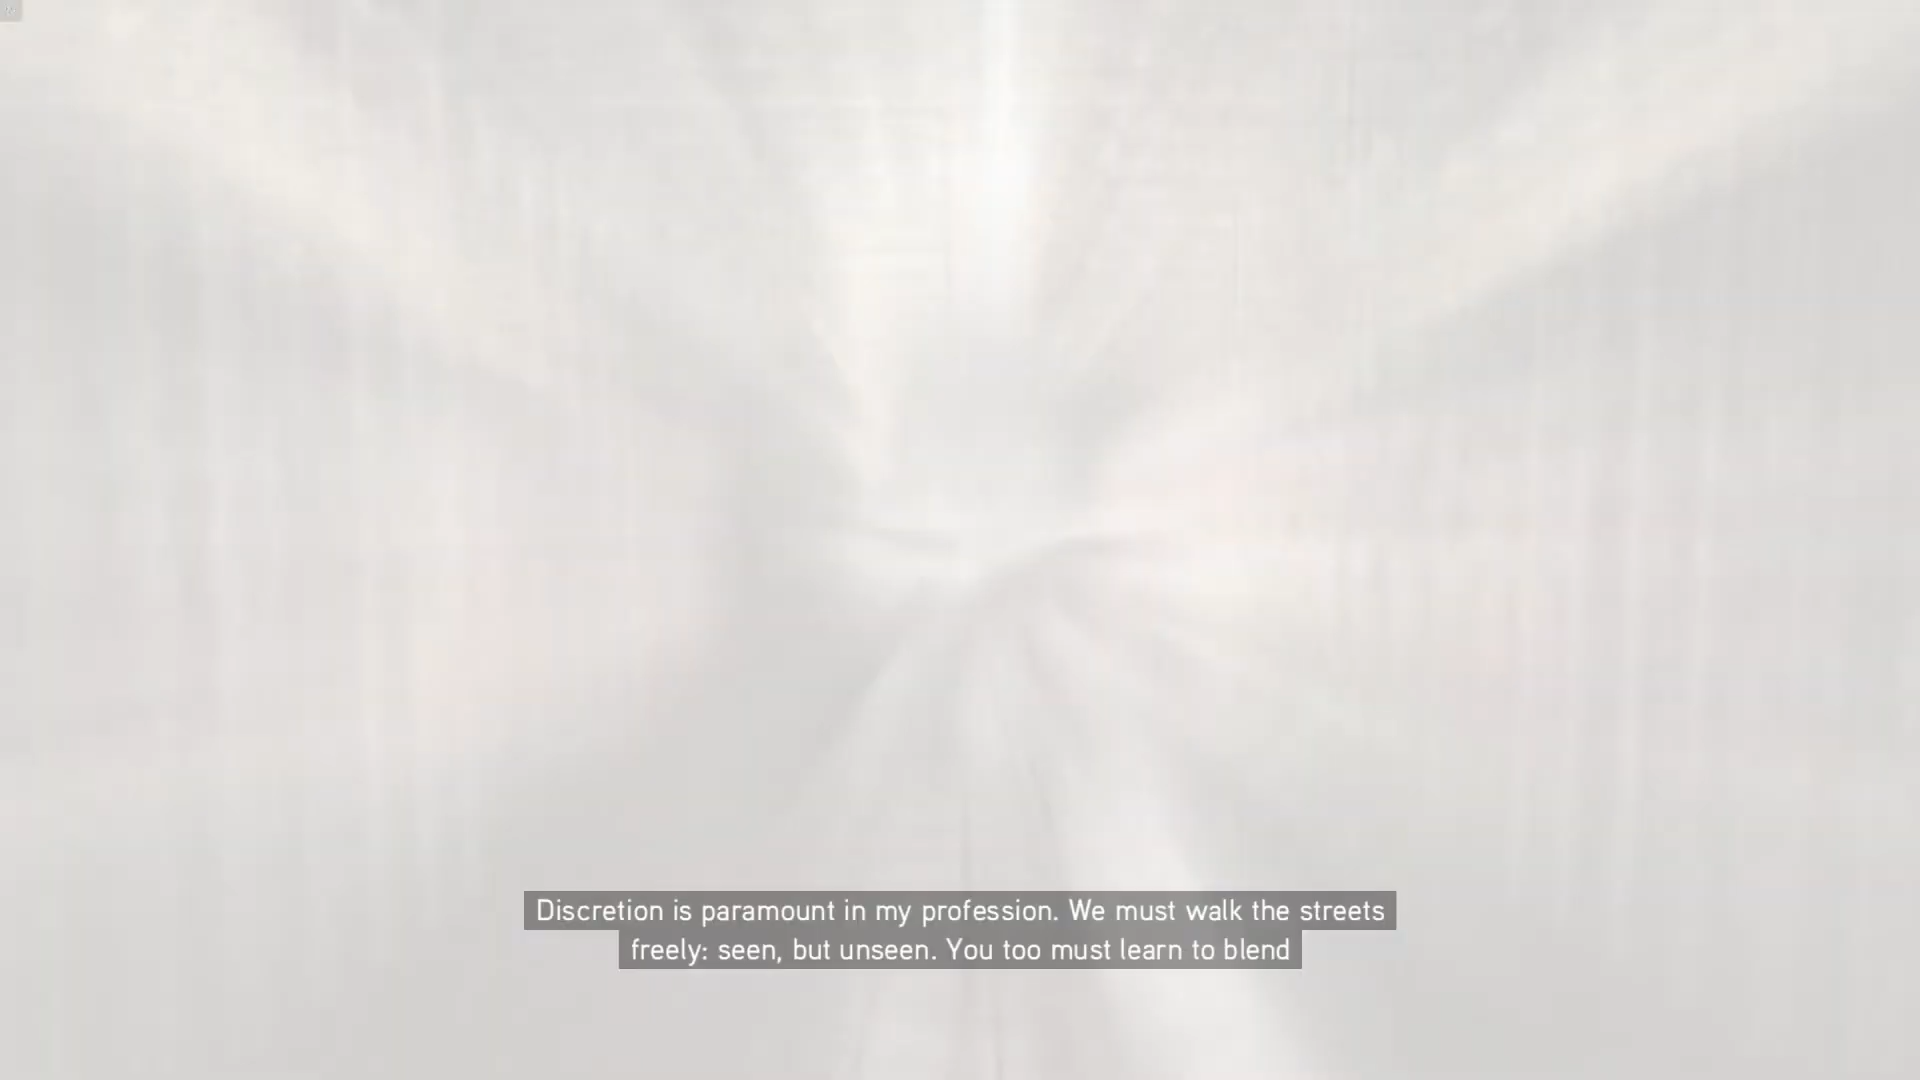 Discretion is paramount in my profession. We must walk the streets
freely: seen, but unseen. You too must learn to blend